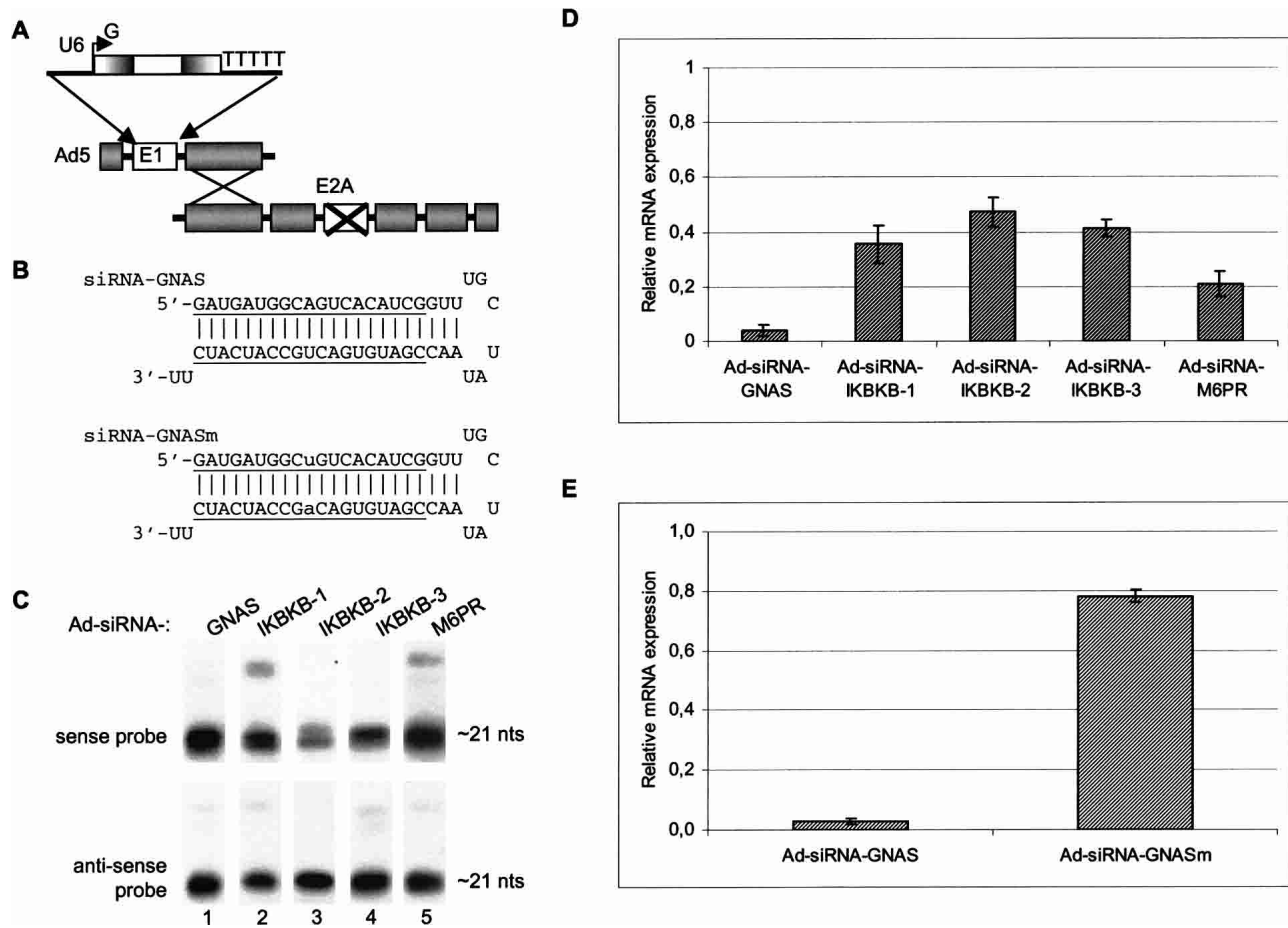 A
U6
G
TTTTT
Ad5
E1
E2A
B
siRNA-GNAS
UG
5'-GAUGAUGGCAGUCACAUCGGUU C
CUACUACCGUCAGUGUAGCCAA U
3'-UU UA
siRNA-GNASm
UG
5'-GAUGAUGGCuGUCACAUCGGUU C
CUACUACCGaCAGUGUAGCCAA U
3'-UU UA
C
Ad-siRNA-: GNAS IKBKB-1 IKBKB-2 IKBKB-3 M6PR
sense probe
~21 nts
anti-sense
probe
~21 nts
1 2 3 4 5
D
Relative mRNA expression
1
0,8
0,6
0,4
0,2
0
Ad-siRNA-
GNAS
Ad-siRNA-
IKBKB-1
Ad-siRNA-
IKBKB-2
Ad-siRNA-
IKBKB-3
Ad-siRNA-
M6PR
E
Relative mRNA expression
1,0
0,8
0,6
0,4
0,2
0,0
Ad-siRNA-GNAS
Ad-siRNA-GNASm